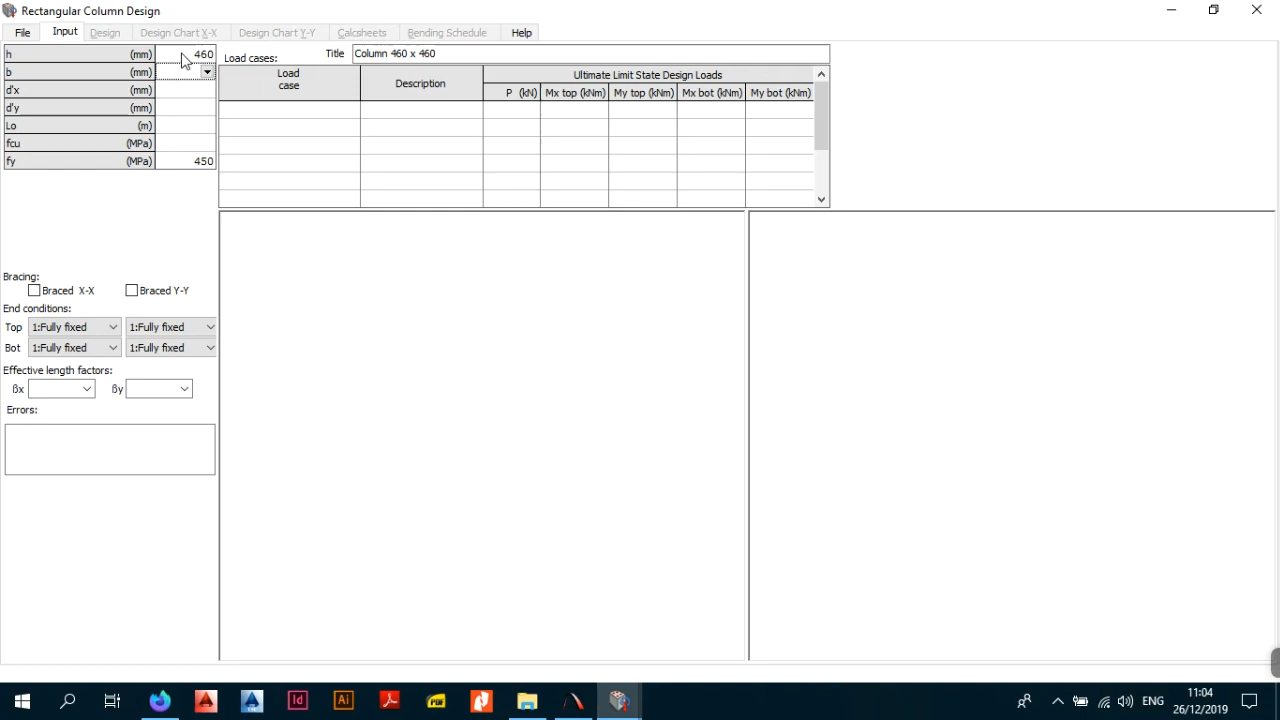 Rectangular Column Design
File Input Design Design Chart X-X Design Chart Y-Y Calcsheets Bending Schedule Help
h (mm) 460
b (mm)
d'x (mm)
d'y (mm)
Lo (m)
fcu (MPa)
fy (MPa) 450
Load cases: Title Column 460 x 460
Load case Description Ultimate Limit State Design Loads
P (kN) Mx top (kNm) My top (kNm) Mx bot (kNm) My bot (kNm)
Bracing:
Braced X-X Braced Y-Y
End conditions:
Top 1:Fully fixed 1:Fully fixed
Bot 1:Fully fixed 1:Fully fixed
Effective length factors:
ßx ßy
Errors:
Id Ai ENG 11:04
26/12/2019